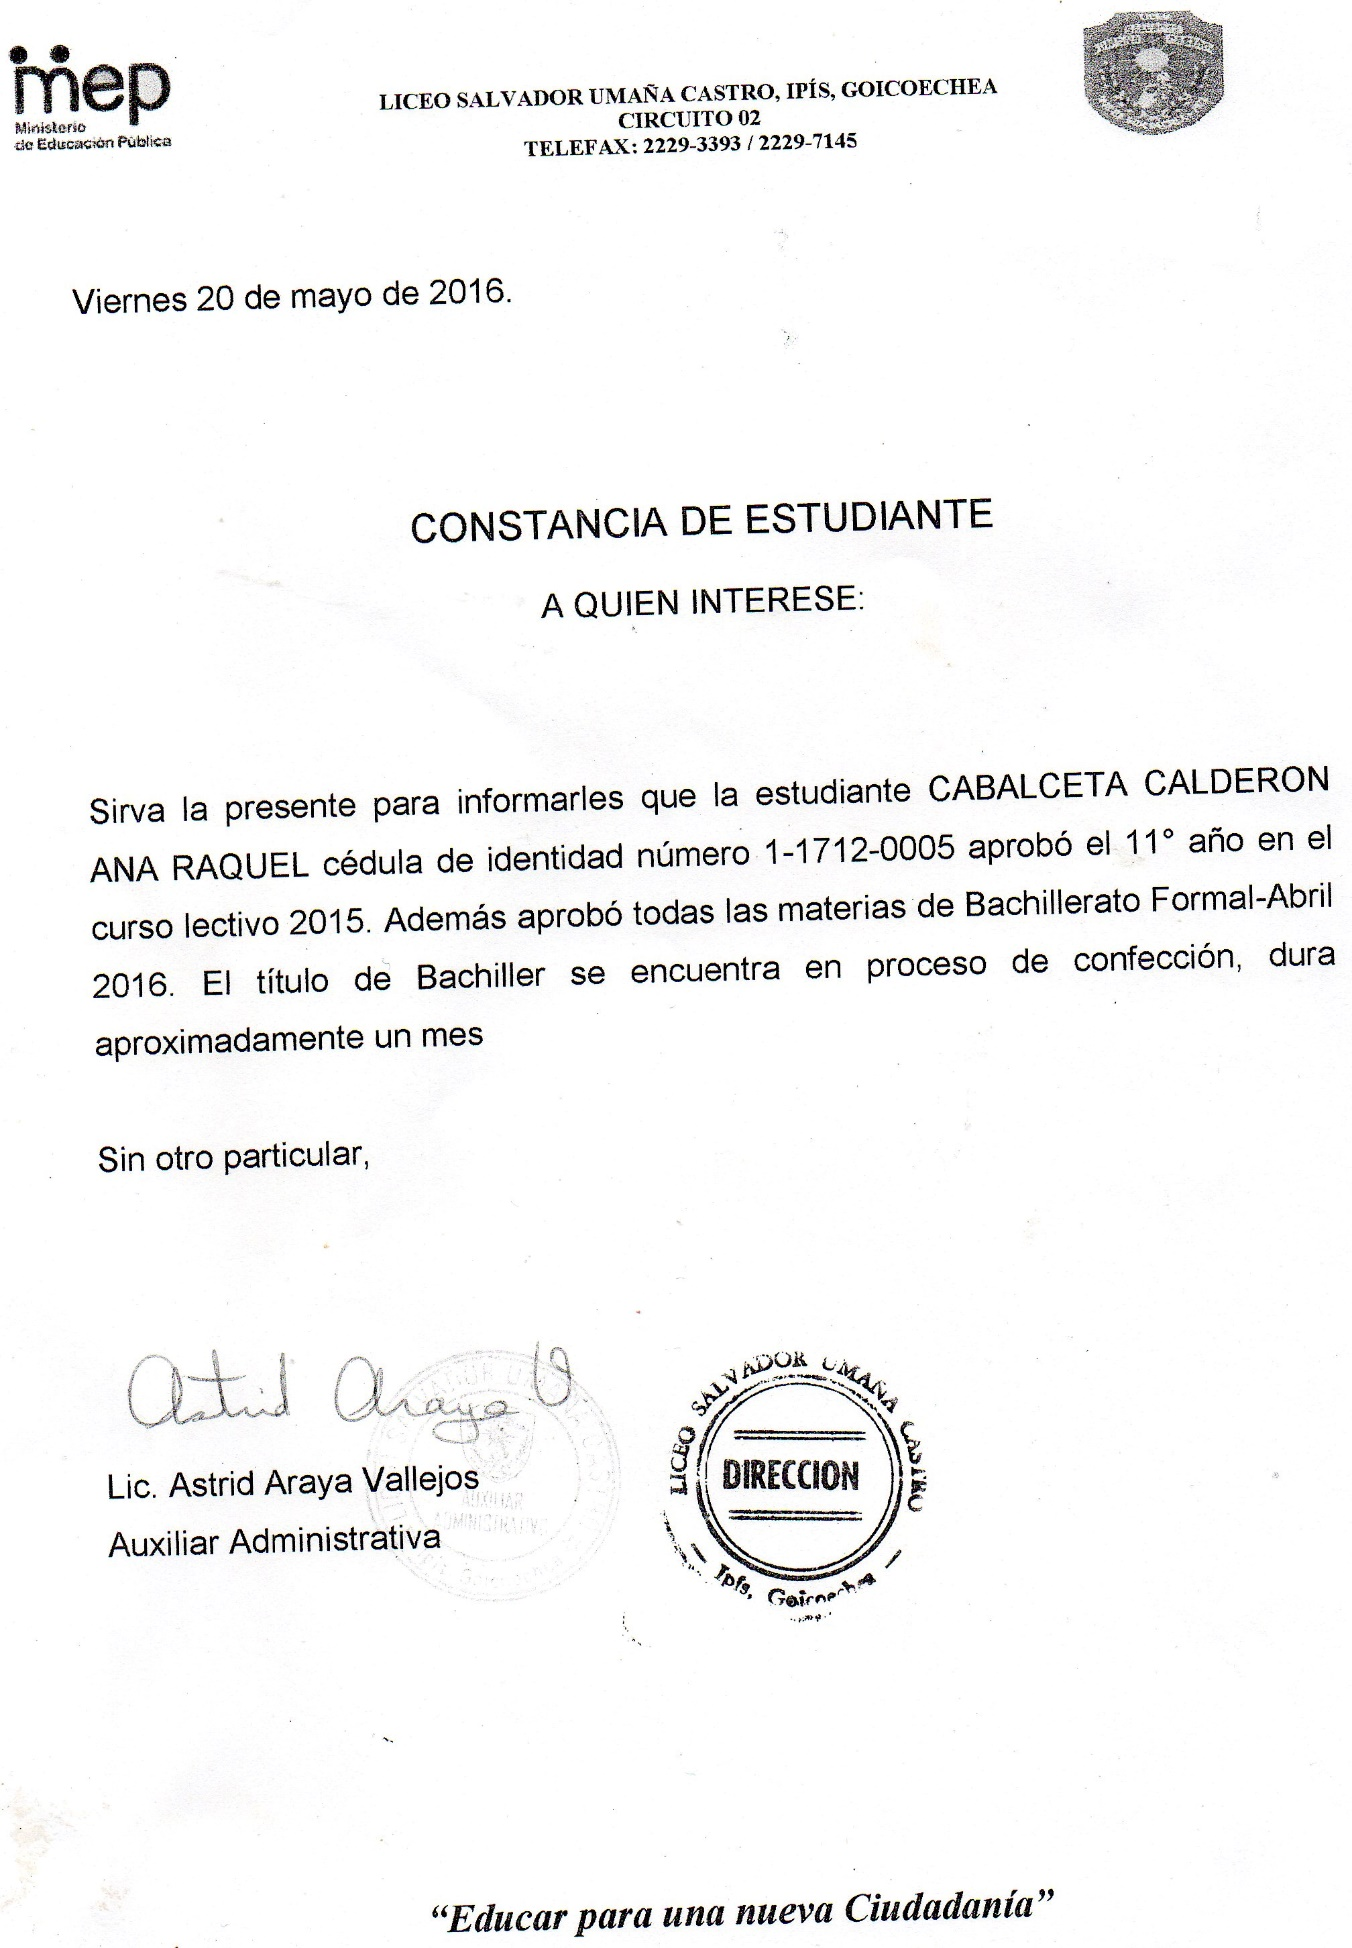 mep
Ministerio
de Educación Pública
LICEO SALVADOR UMAÑA CASTRO, IPÍS, GOICOECHEA
CIRCUITO 02
TELEFAX: 2229-3393 / 2229-7145
Viernes 20 de mayo de 2016.
CONSTANCIA DE ESTUDIANTE
A QUIEN INTERESE:
Sirva la presente para informarles que la estudiante CABALCETA CALDERON
ANA RAQUEL cédula de identidad número 1-1712-0005 aprobó el 11° año en el
curso lectivo 2015. Además aprobó todas las materias de Bachillerato Formal-Abril
2016. El título de Bachiller se encuentra en proceso de confección, dura
aproximadamente un mes
Sin otro particular,
Astrid Araya V
Lic. Astrid Araya Vallejos
Auxiliar Administrativa
AUXILIAR
LICEO SALVADOR UMAÑA CASTRO
DIRECCION
Ipís, Goicoechea
“Educar para una nueva Ciudadanía”